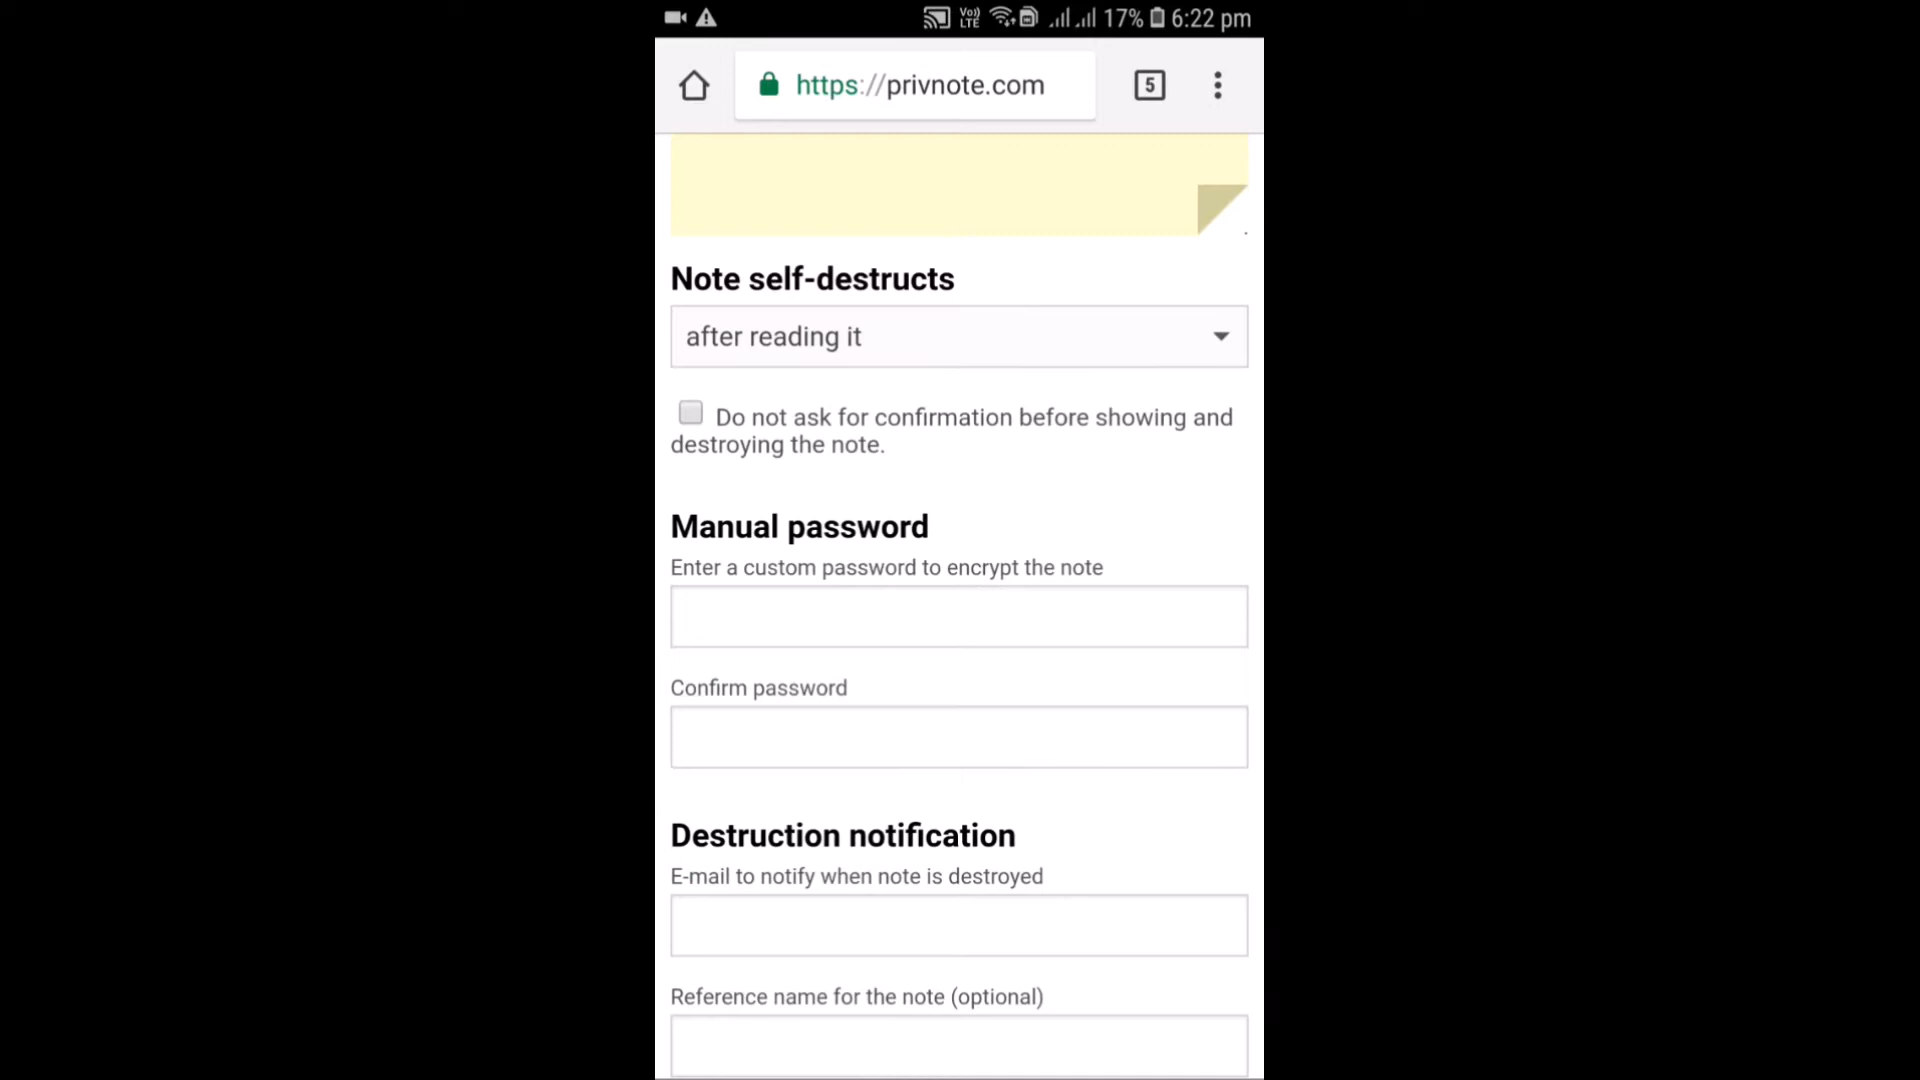 Vo)) LTE 17% 6:22 pm
https://privnote.com 5
Note self-destructs
after reading it
Do not ask for confirmation before showing and
destroying the note.
Manual password
Enter a custom password to encrypt the note
Confirm password
Destruction notification
E-mail to notify when note is destroyed
Reference name for the note (optional)